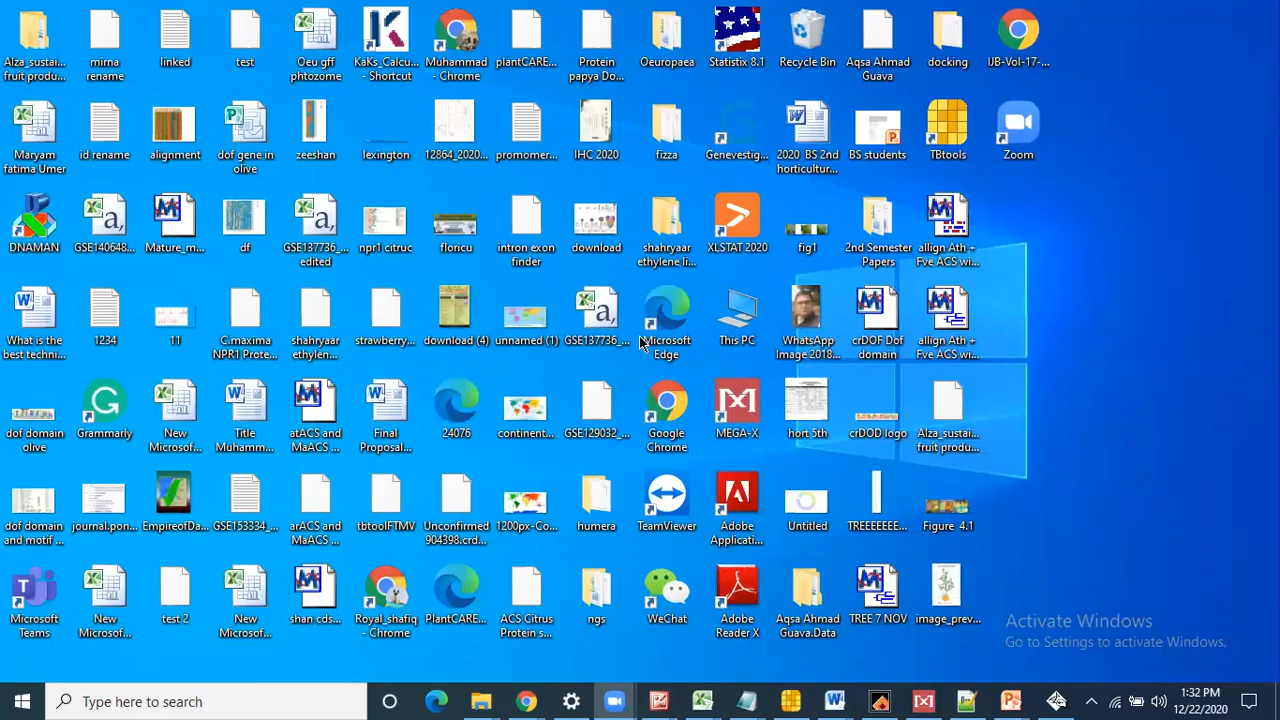 Alza_sustai...
fruit produ...
mirna
rename
linked
test
Oeu gff
phtozome
KaKs_Calcu...
- Shortcut
Muhammad
- Chrome
plantCARE...
Protein
papya Do...
Oeuropaea
Statistix 8.1
Recycle Bin
Aqsa Ahmad
Guava
docking
IJB-Vol-17-...
Maryam
fatima Umer
id rename
alignment
dof gene in
olive
zeeshan
lexington
12864_2020...
promomer...
IHC 2020
fizza
Genevestig...
2020 BS 2nd
horticultur...
BS students
TBtools
Zoom
DNAMAN
GSE140648...
Mature_m...
df
GSE137736_...
edited
npr1 citruc
floricu
intron exon
finder
download
shahryaar
ethylene li...
XLSTAT 2020
fig1
2nd Semester
Papers
allign Ath +
Fve ACS wi...
What is the
best techni...
1234
11
C.maxima
NPR1 Prote...
shahryaar
ethylen...
strawberry...
download (4)
unnamed (1)
GSE137736_...
Microsoft
Edge
This PC
WhatsApp
Image 2018...
crDOF Dof
domain
allign Ath +
Fve ACS wi...
dof domain
olive
Grammarly
New
Microsof...
Title
Muhamm...
atACS and
MaACS ...
Final
Proposal...
24076
continent...
GSE129032_...
Google
Chrome
MEGA-X
hort 5th
crDOD logo
Alza_sustai...
fruit produ...
dof domain
and motif ...
journal.pon...
EmpireofDa...
GSE153334_...
arACS and
MaACS ...
tbtoolFTMV
Unconfirmed
904398.crd...
1200px-Co...
humera
TeamViewer
Adobe
Applicati...
Untitled
TREEEEEEE...
Figure 4.1
Microsoft
Teams
New
Microsof...
test 2
New
Microsof...
shan cds...
Royal_shafiq
- Chrome
PlantCARE...
ACS Citrus
Protein s...
ngs
WeChat
Adobe
Reader X
Aqsa Ahmad
Guava.Data
TREE 7 NOV
image_prev...
Activate Windows
Go to Settings to activate Windows.
Type here to search
1:32 PM
12/22/2020